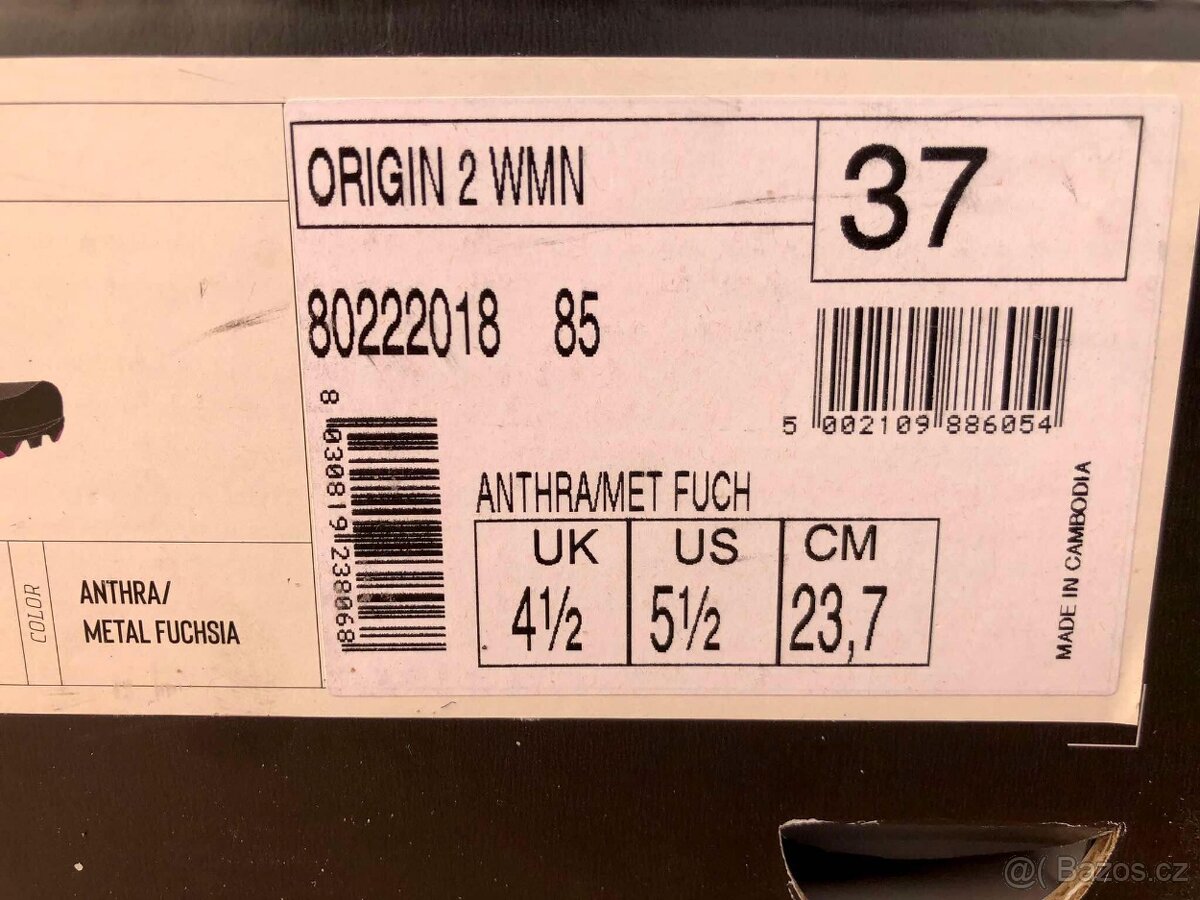 ORIGIN 2 WMN
37
80222018 85
5 002109 886054
8 030819 238068
ANTHRA/MET FUCH
UK US CM
4½ 5½ 23,7
MADE IN CAMBODIA
COLOR
ANTHRA/
METAL FUCHSIA
@( Bazos.cz